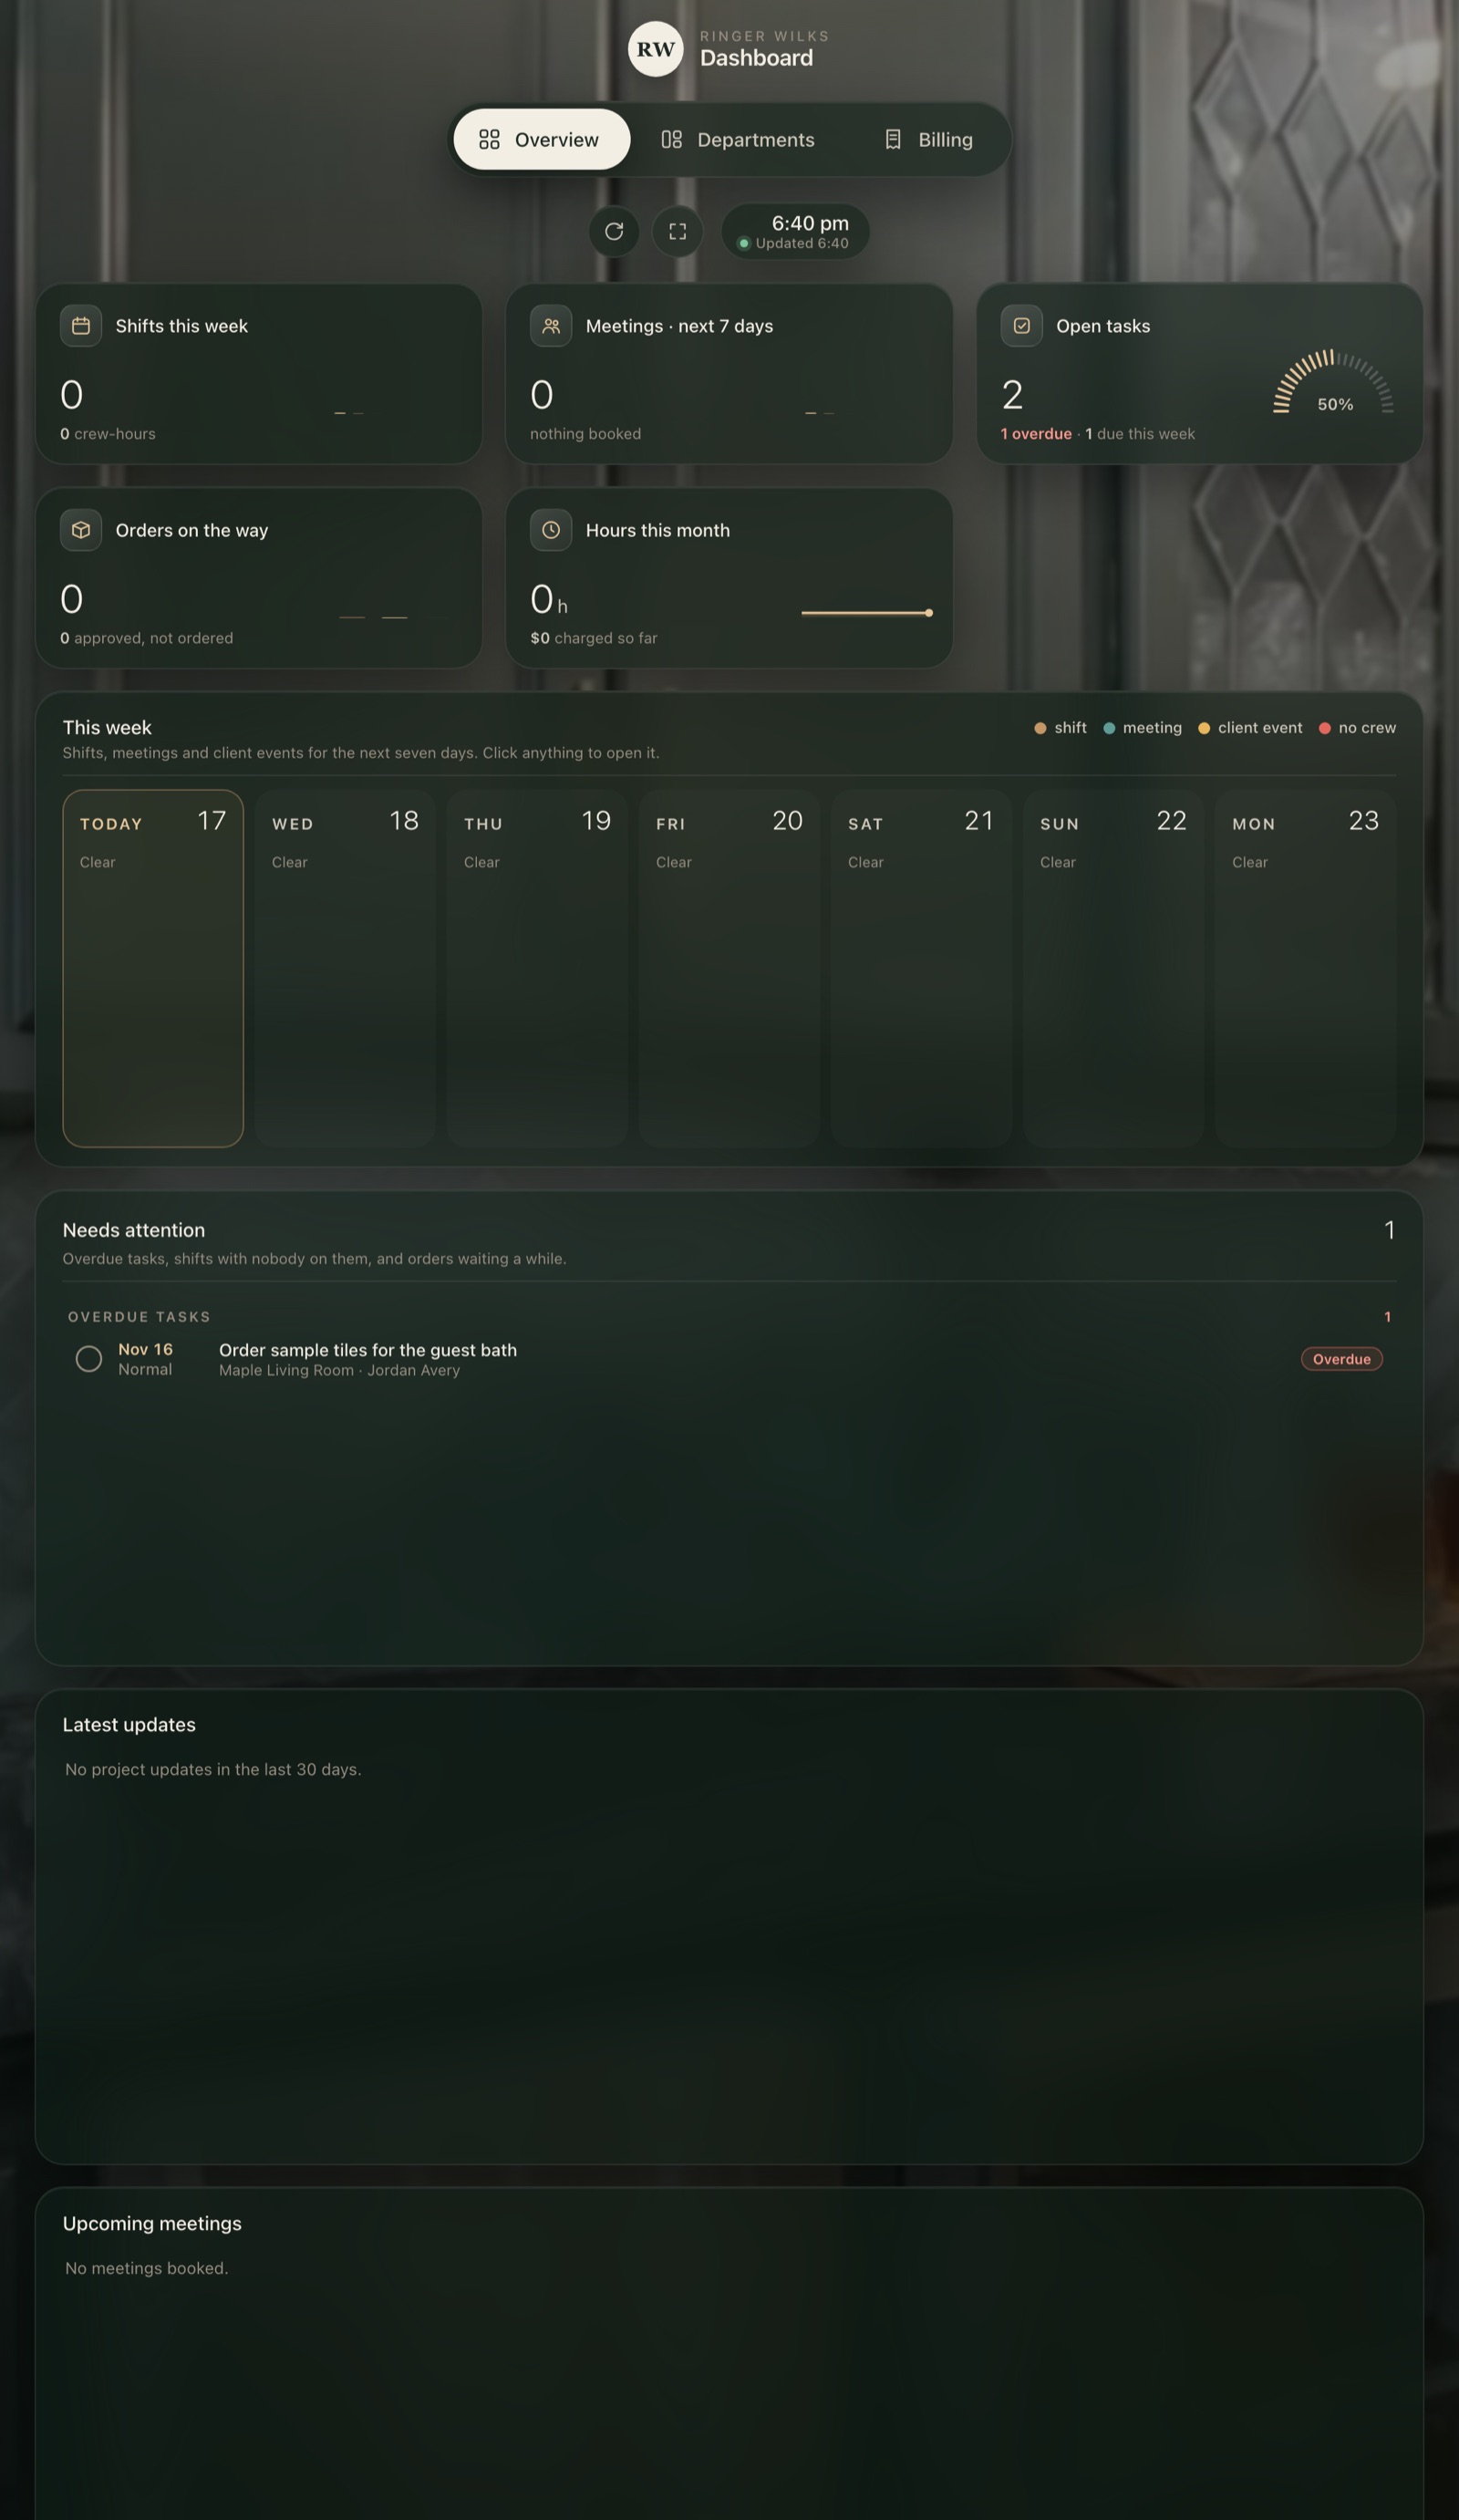 RW
RINGER WILKS
Dashboard
Overview
Departments
Billing
6:40 pm
Updated 6:40
Shifts this week
0
0 crew-hours
Meetings · next 7 days
0
nothing booked
Open tasks
2
50%
1 overdue · 1 due this week
Orders on the way
0
0 approved, not ordered
Hours this month
0 h
$0 charged so far
This week
shift
meeting
client event
no crew
Shifts, meetings and client events for the next seven days. Click anything to open it.
TODAY 17
Clear
WED 18
Clear
THU 19
Clear
FRI 20
Clear
SAT 21
Clear
SUN 22
Clear
MON 23
Clear
Needs attention
1
Overdue tasks, shifts with nobody on them, and orders waiting a while.
OVERDUE TASKS
1
Nov 16
Normal
Order sample tiles for the guest bath
Maple Living Room · Jordan Avery
Overdue
Latest updates
No project updates in the last 30 days.
Upcoming meetings
No meetings booked.